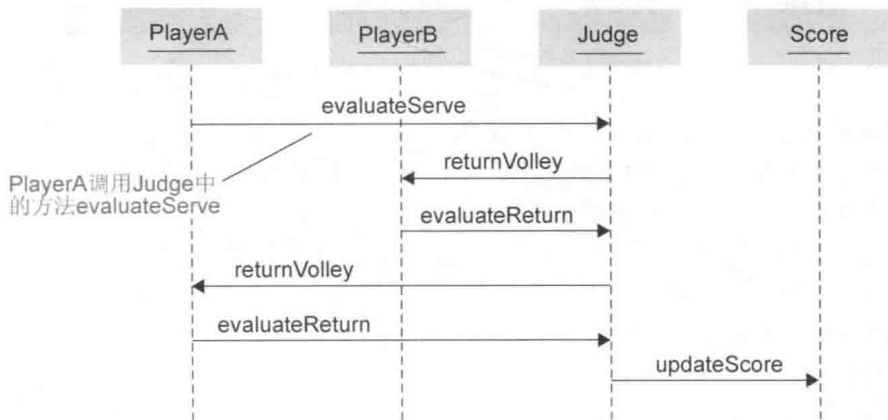 PlayerA
PlayerB
Judge
Score
evaluateServe
returnVolley
PlayerA调用Judge中
的方法evaluateServe
evaluateReturn
returnVolley
evaluateReturn
updateScore